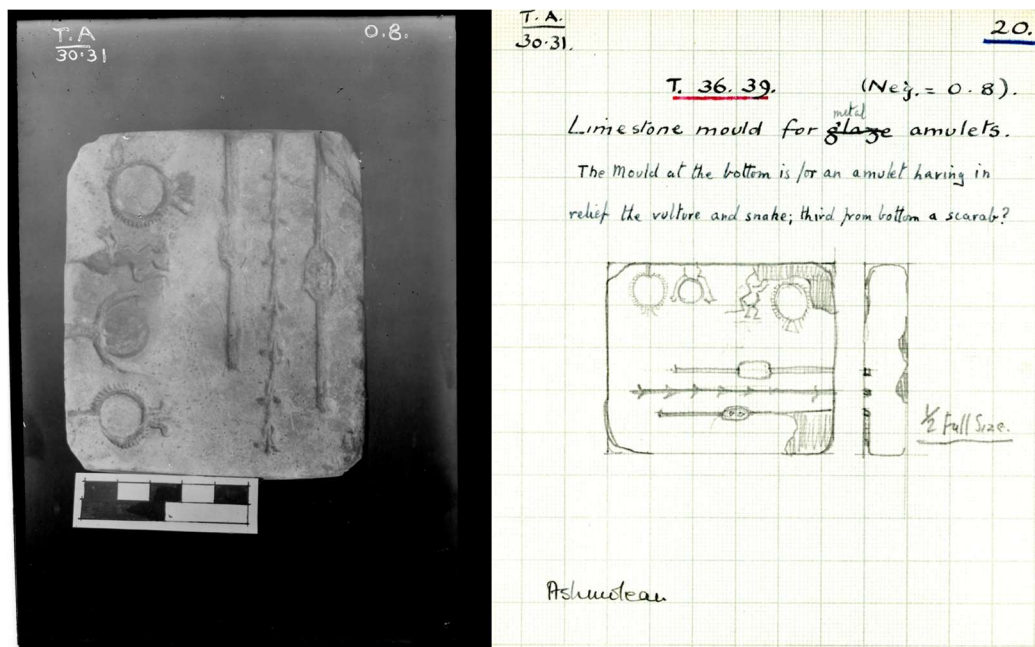 T.A
30·31
O.8.
T.A.
30·31.
20.
T. 36. 39.
(Neg. = O.8).
metal
Limestone mould for glaze amulets.
The Mould at the bottom is for an amulet having in
relief the vulture and snake; third from bottom a scarab?
1/2 Full Size.
Ashmolean